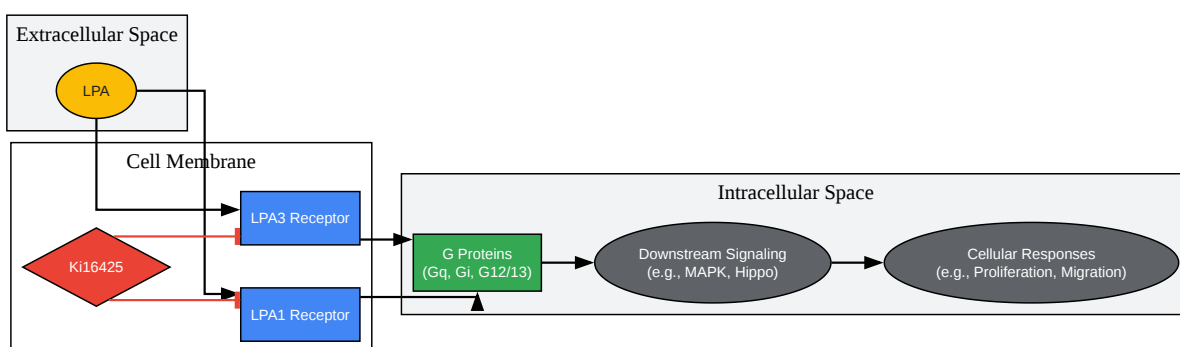 Extracellular Space
LPA
Cell Membrane
LPA3 Receptor
Ki16425
LPA1 Receptor
Intracellular Space
G Proteins
(Gq, Gi, G12/13)
Downstream Signaling
(e.g., MAPK, Hippo)
Cellular Responses
(e.g., Proliferation, Migration)